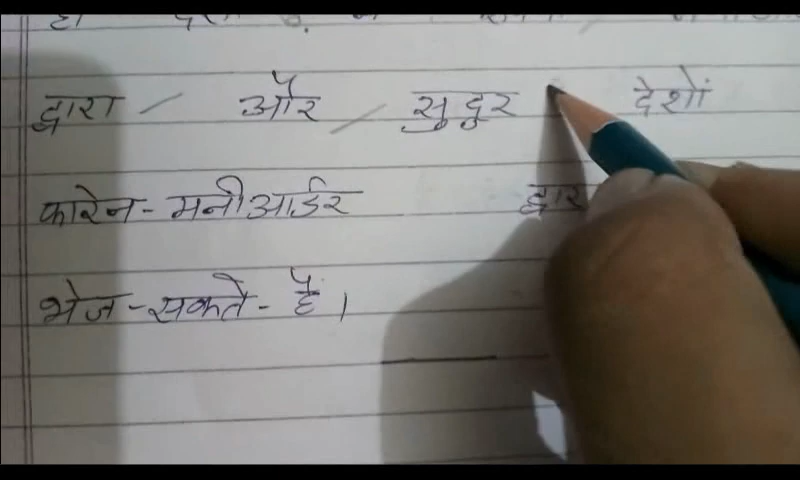 द्वारा / और / सुदुर देशों
फारेन - मनीआर्डर द्वार
भेज - सकते - है।